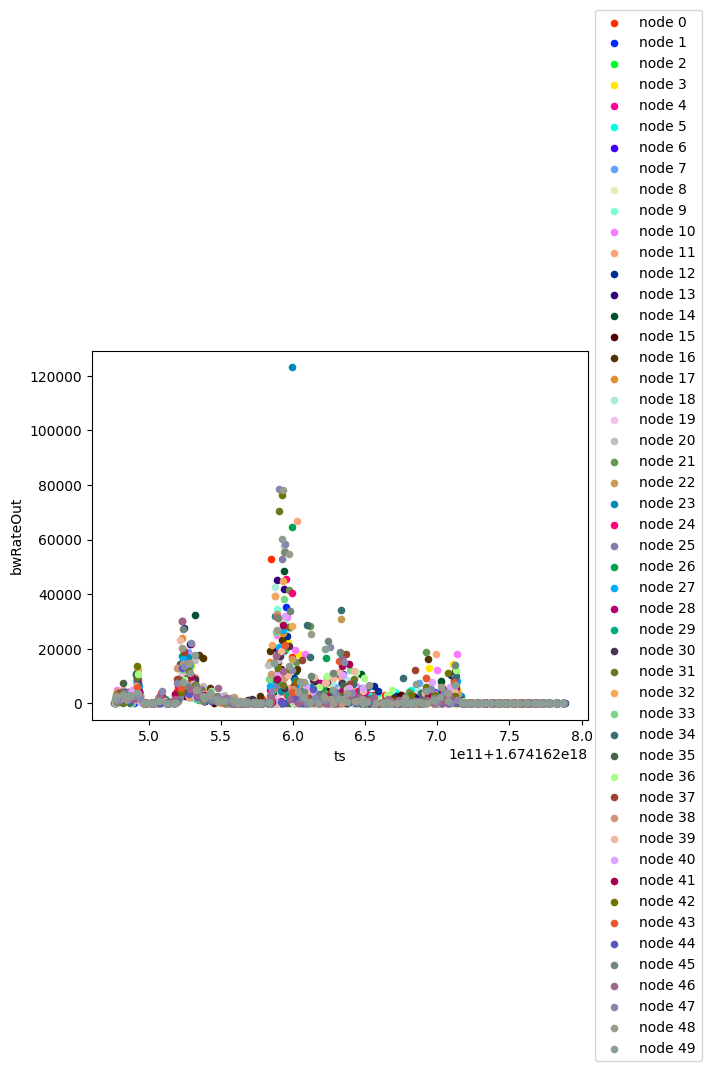 node 0
node 1
node 2
node 3
node 4
node 5
node 6
node 7
node 8
node 9
node 10
node 11
node 12
node 13
node 14
node 15
node 16
node 17
node 18
node 19
node 20
node 21
node 22
node 23
node 24
node 25
node 26
node 27
node 28
node 29
node 30
node 31
node 32
node 33
node 34
node 35
node 36
node 37
node 38
node 39
node 40
node 41
node 42
node 43
node 44
node 45
node 46
node 47
node 48
node 49
bwRateOut
120000
100000
80000
60000
40000
20000
0
5.0 5.5 6.0 6.5 7.0 7.5 8.0
ts
1e11+1.674162e18